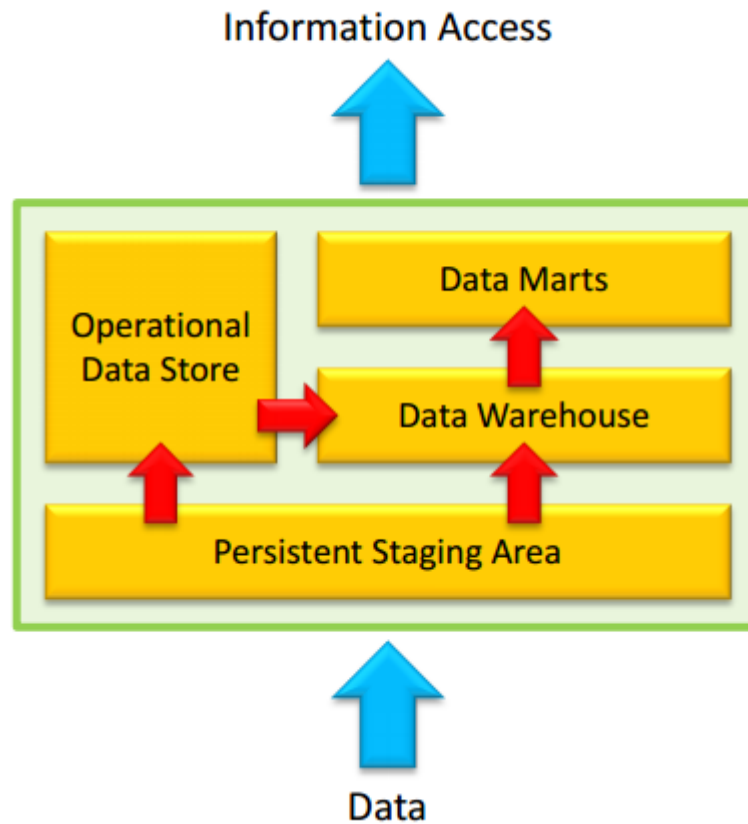 Information Access
Operational
Data Store
Data Marts
Data Warehouse
Persistent Staging Area
Data